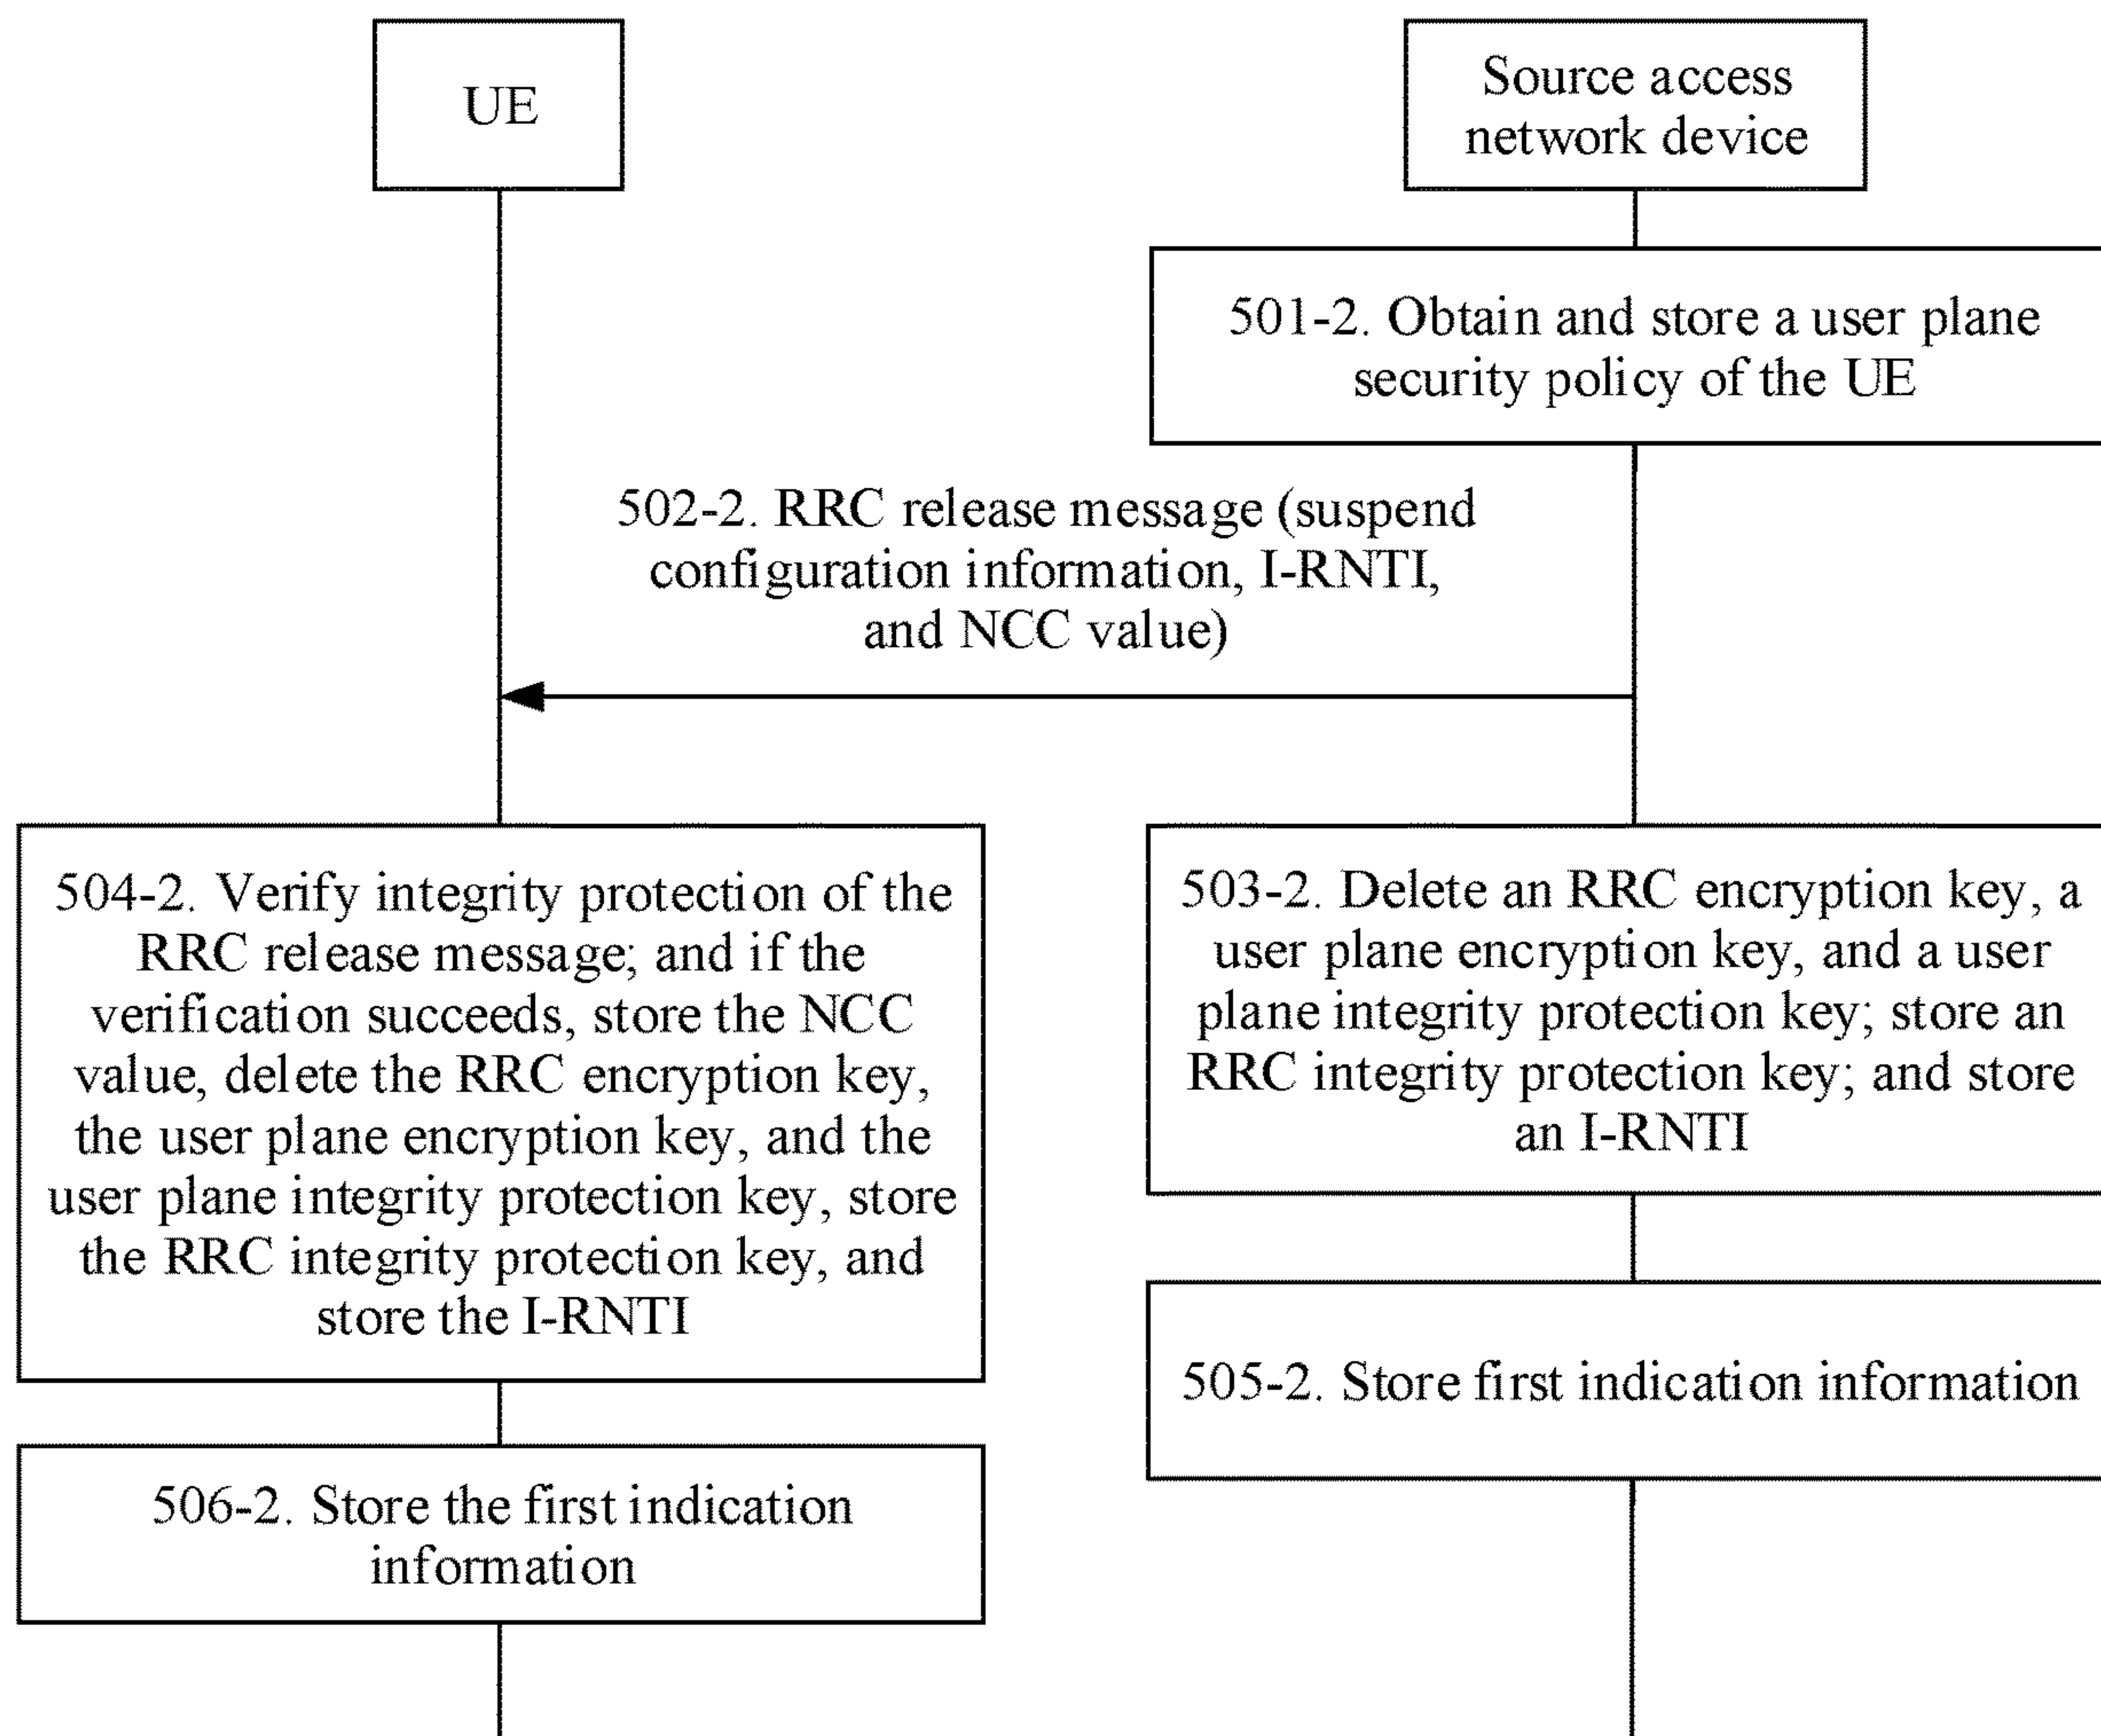 UE
Source access
network device
501-2. Obtain and store a user plane
security policy of the UE
502-2. RRC release message (suspend
configuration information, I-RNTI,
and NCC value)
504-2. Verify integrity protection of the
RRC release message; and if the
verification succeeds, store the NCC
value, delete the RRC encryption key,
the user plane encryption key, and the
user plane integrity protection key, store
the RRC integrity protection key, and
store the I-RNTI
503-2. Delete an RRC encryption key, a
user plane encryption key, and a user
plane integrity protection key; store an
RRC integrity protection key; and store
an I-RNTI
505-2. Store first indication information
506-2. Store the first indication
information